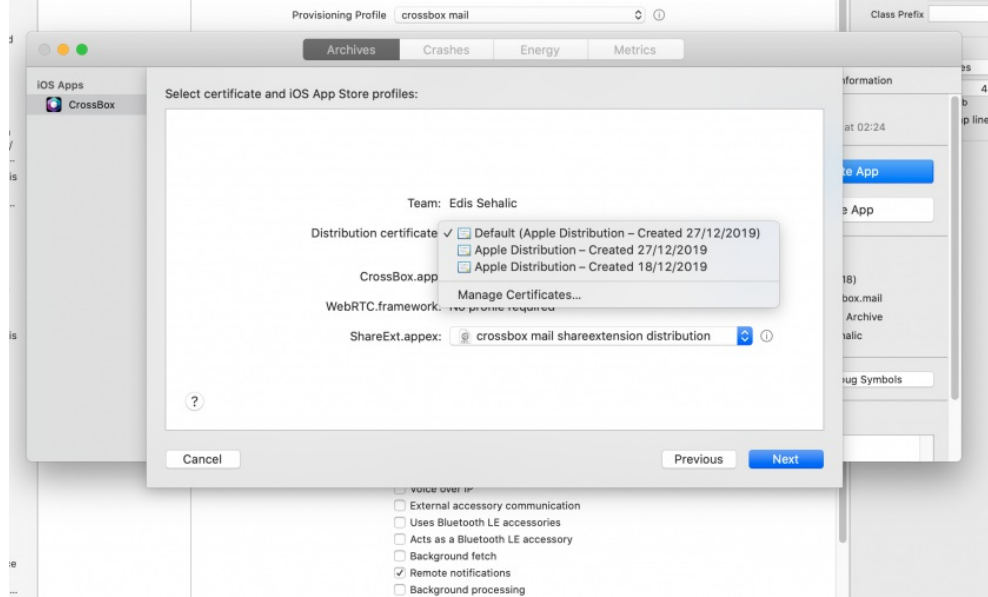 Provisioning Profile crossbox mail
Class Prefix
Archives Crashes Energy Metrics
iOS Apps
CrossBox
Select certificate and iOS App Store profiles:
Team: Edis Sehalic
Distribution certificate
✓ Default (Apple Distribution – Created 27/12/2019)
Apple Distribution – Created 27/12/2019
Apple Distribution – Created 18/12/2019
Manage Certificates...
CrossBox.app
WebRTC.framework: No profile required
ShareExt.appex: crossbox mail shareextension distribution
?
Cancel Previous Next
at 02:24
App
App
18)
box.mail
Archive
Symbols
Voice over IP
External accessory communication
Uses Bluetooth LE accessories
Acts as a Bluetooth LE accessory
Background fetch
Remote notifications
Background processing